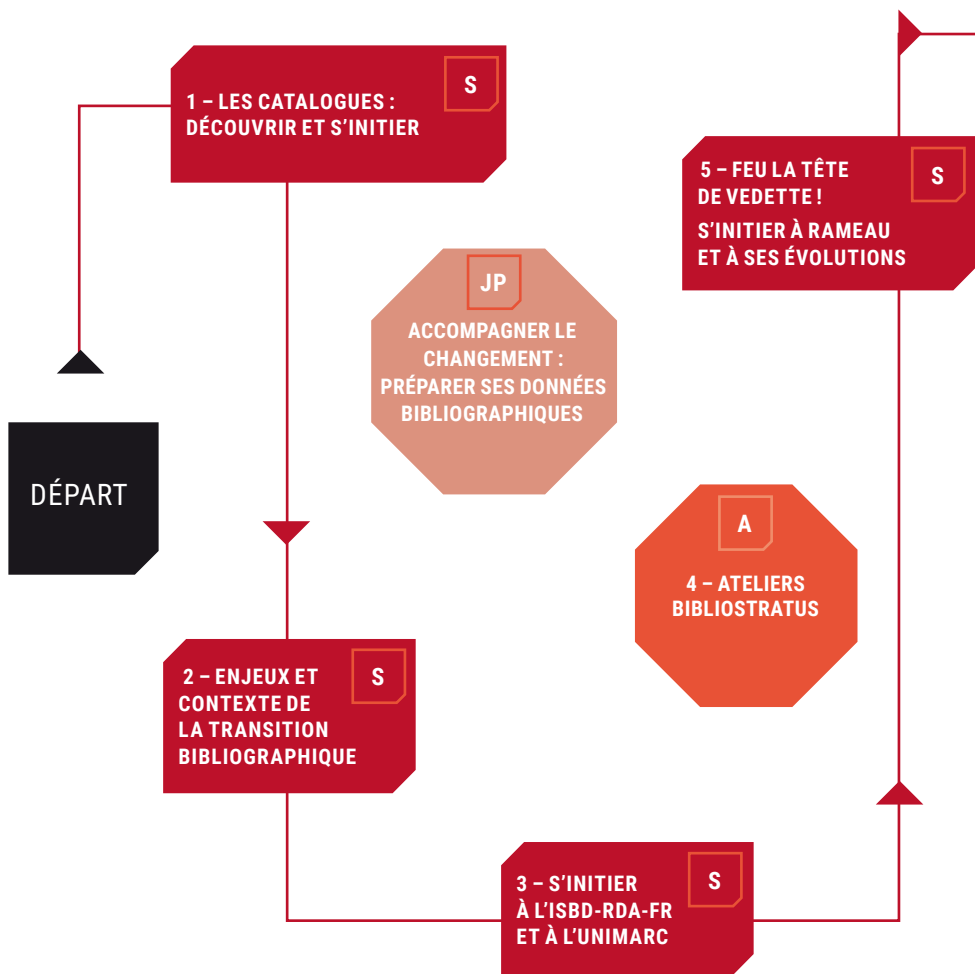 DÉPART
S
1 – LES CATALOGUES :
DÉCOUVRIR ET S'INITIER
JP
ACCOMPAGNER LE
CHANGEMENT :
PRÉPARER SES DONNÉES
BIBLIOGRAPHIQUES
S
2 – ENJEUX ET
CONTEXTE DE
LA TRANSITION
BIBLIOGRAPHIQUE
S
3 – S'INITIER
À L'ISBD-RDA-FR
ET À L'UNIMARC
A
4 – ATELIERS
BIBLIOSTRATUS
S
5 – FEU LA TÊTE
DE VEDETTE !
S'INITIER À RAMEAU
ET À SES ÉVOLUTIONS